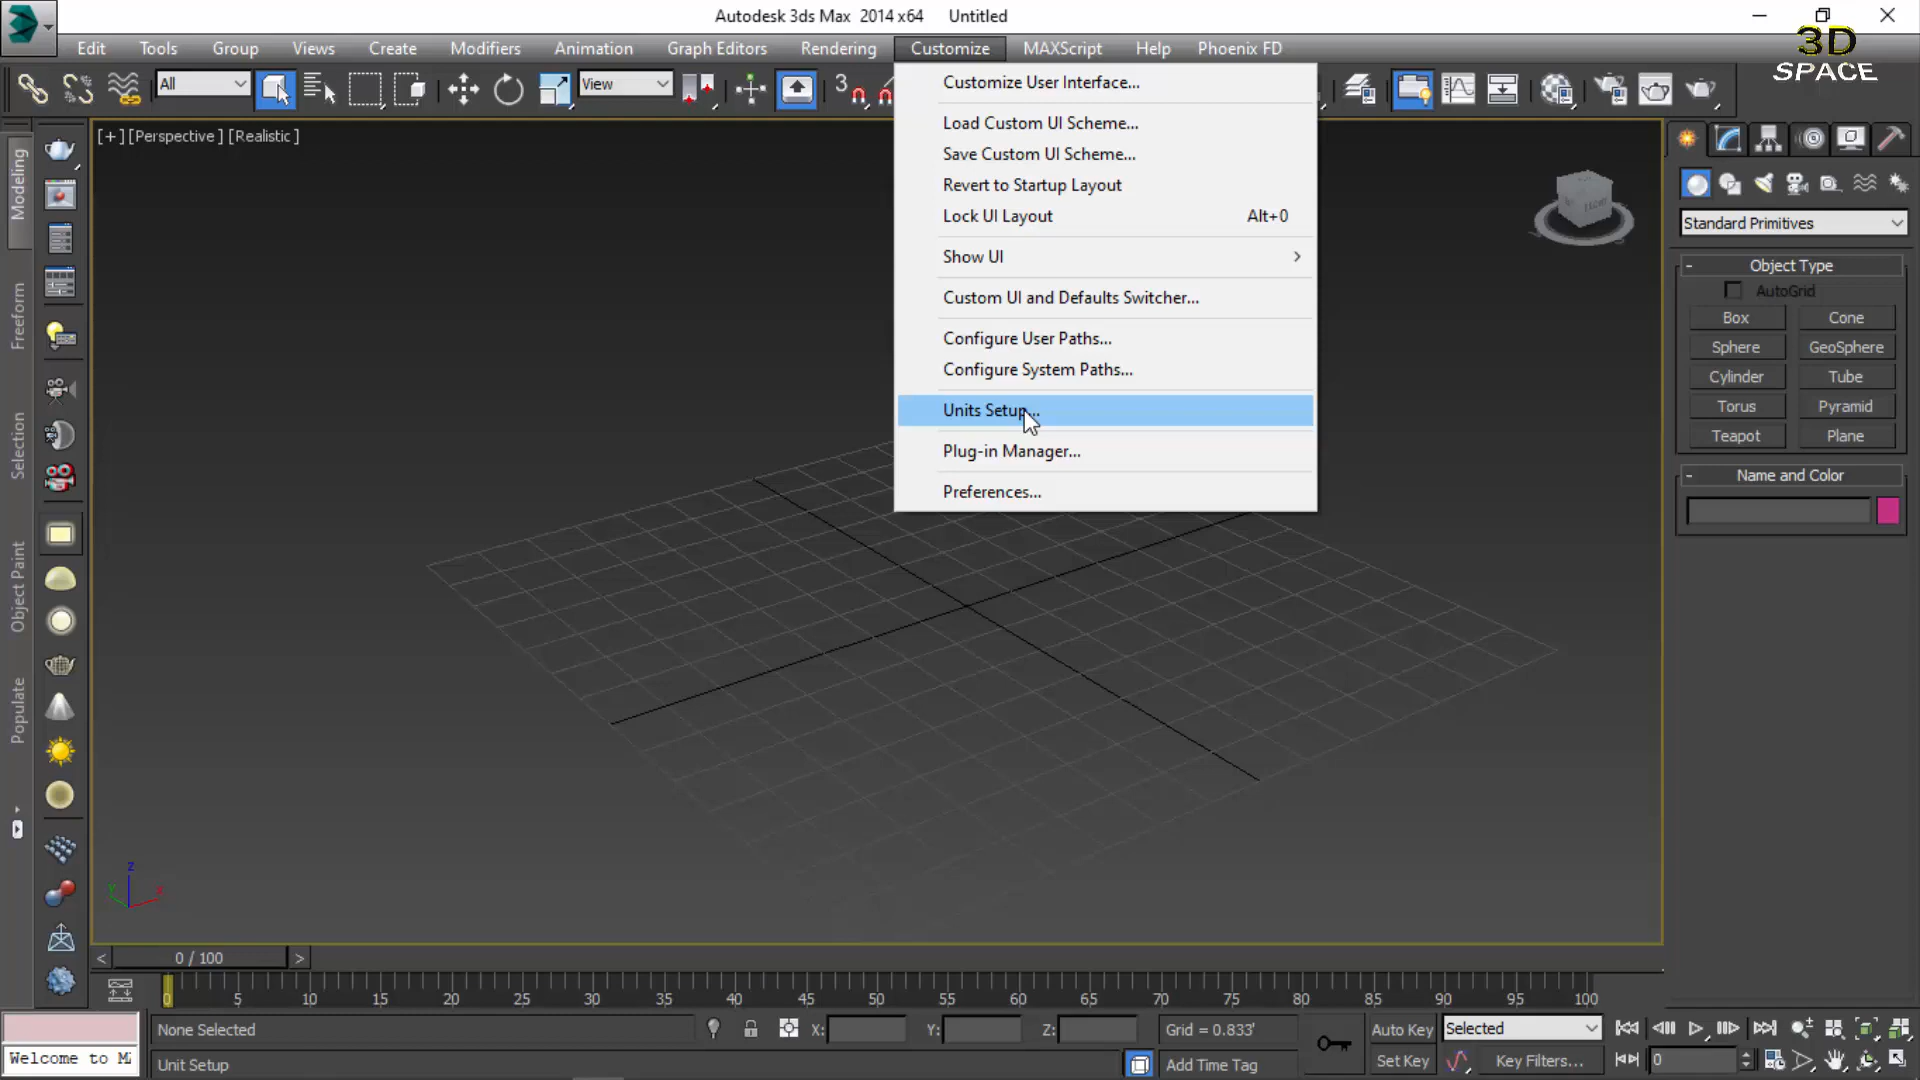 Autodesk 3ds Max 2014 x64 Untitled
3D
SPACE
Edit Tools Group Views Create Modifiers Animation Graph Editors Rendering Customize MAXScript Help Phoenix FD
All
View
3
Customize User Interface...
Load Custom UI Scheme...
Save Custom UI Scheme...
Revert to Startup Layout
Lock UI Layout Alt+0
Show UI
Custom UI and Defaults Switcher...
Configure User Paths...
Configure System Paths...
Units Setup...
Plug-in Manager...
Preferences...
[+] [Perspective ] [Realistic ]
Modeling
Freeform
Selection
Object Paint
Populate
Standard Primitives
- Object Type
AutoGrid
Box Cone
Sphere GeoSphere
Cylinder Tube
Torus Pyramid
Teapot Plane
- Name and Color
z
y
x
< 0 / 100 >
0 5 10 15 20 25 30 35 40 45 50 55 60 65 70 75 80 85 90 95 100
None Selected X: Y: Z: Grid = 0.833' Auto Key Selected
Welcome to M
Unit Setup Add Time Tag Set Key Key Filters... 0